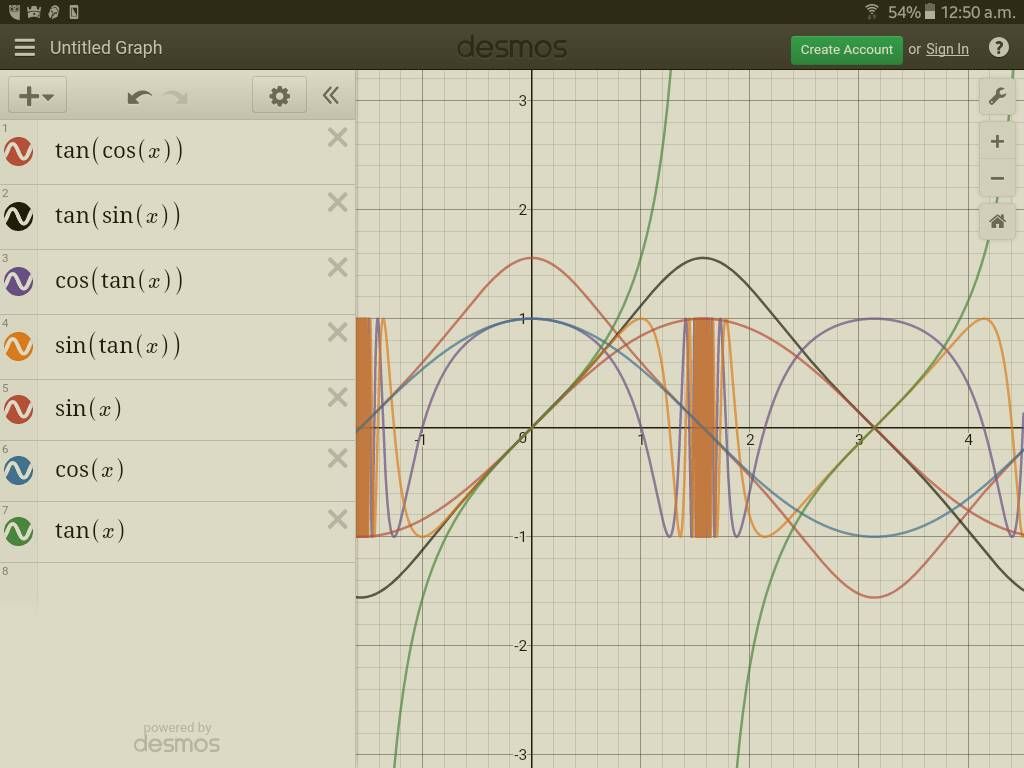 54% 12:50 a.m.
Untitled Graph desmos Create Account or Sign In ?
1 tan(cos(x))
2 tan(sin(x))
3 cos(tan(x))
4 sin(tan(x))
5 sin(x)
6 cos(x)
7 tan(x)
8
powered by
desmos
3
2
1
-1 0 1 2 3 4
-1
-2
-3